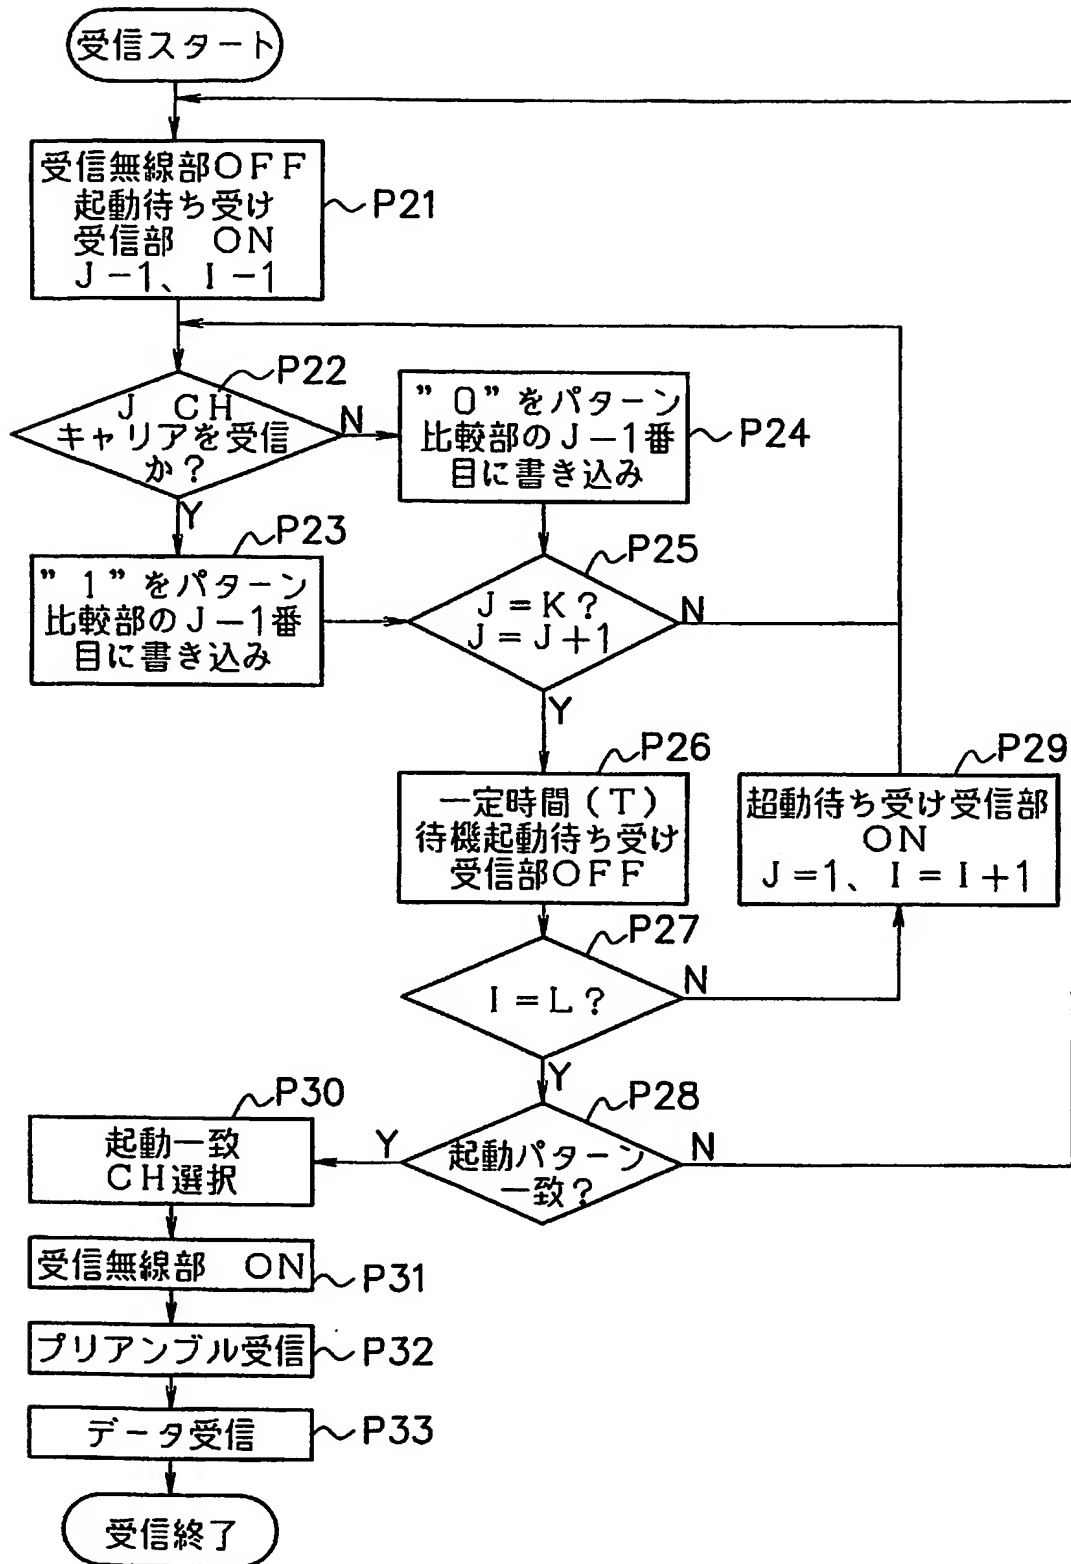 受信スタート
受信無線部OFF
起動待ち受け
受信部 ON
J－1、I－1
P21
P22
J CH
キャリアを受信
か？
N
Y
”0”をパターン
比較部のJ－1番
目に書き込み
P24
P23
”1”をパターン
比較部のJ－1番
目に書き込み
P25
J＝K？
J＝J＋1
N
Y
P26
一定時間（T）
待機起動待ち受け
受信部OFF
P29
超動待ち受け受信部
ON
J＝1、I＝I＋1
P27
I＝L？
N
Y
P28
起動パターン
一致？
Y
N
P30
起動一致
CH選択
受信無線部 ON
P31
プリアンブル受信
P32
データ受信
P33
受信終了